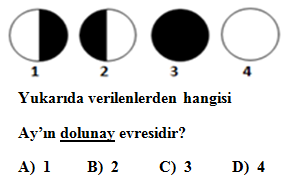 1 2 3 4
Yukarıda verilenlerden hangisi
Ay'ın dolunay evresidir?
A) 1 B) 2 C) 3 D) 4